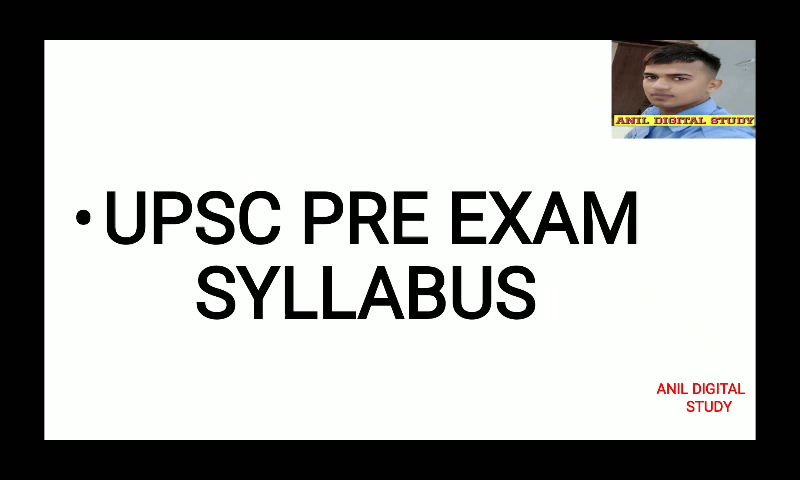 ANIL DIGITAL STUDY
• UPSC PRE EXAM
SYLLABUS
ANIL DIGITAL
STUDY